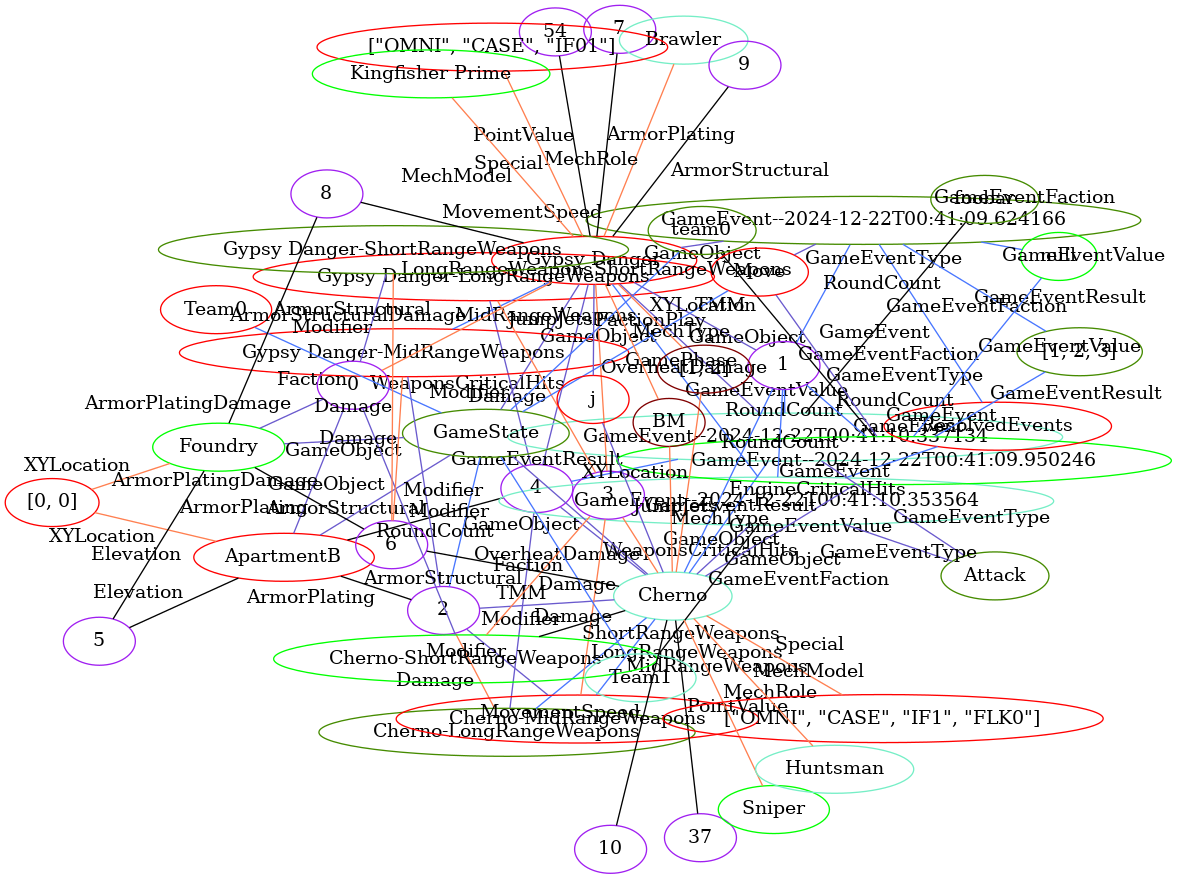 54
7
["OMNI", "CASE", "IF01"]
Brawler
9
Kingfisher Prime
PointValue
ArmorPlating
Special
MechRole
ArmorStructural
MechModel
8
GameEventFaction
foobar
MovementSpeed
GameEvent--2024-12-22T00:41:09.624166
team0
Gypsy Danger-ShortRangeWeapons
Gypsy Danger
GameObject
GameEventType
null
GameEventValue
LongRangeWeapons
ShortRangeWeapons
Move
Gypsy Danger-LongRangeWeapons
RoundCount
GameEventResult
Team0
ArmorStructural
ArmorStructuralDamage
MidRangeWeapons
XYLocation
TMM
GameEventFaction
Modifier
JumpJets
FactionPlay
MechType
GameEvent
GameObject
GameObject
Gypsy Danger-MidRangeWeapons
GamePhase
GameEventFaction
GameEventValue
[1, 2, 3]
1
Overheat
Damage
GameEventType
Faction
0
WeaponsCriticalHits
Modifier
Damage
GameEventValue
GameEventResult
ArmorPlatingDamage
Damage
j
RoundCount
RoundCount
GameEvent
BM
GameEvent
ResolvedEvents
Foundry
Damage
GameState
GameEvent--2024-12-22T00:41:10.337134
GameObject
RoundCount
XYLocation
GameEventResult
GameEvent--2024-12-22T00:41:09.950246
XYLocation
GameEvent
ArmorPlatingDamage
GameObject
4
3
Modifier
EngineCriticalHits
[0, 0]
ArmorPlating
ArmorStructural
Modifier
GameEvent--2024-12-22T00:41:10.353564
JumpJets
GameEventResult
MechType
GameEventType
XYLocation
RoundCount
GameObject
GameEventValue
6
GameObject
Elevation
ApartmentB
OverheatDamage
WeaponsCriticalHits
GameEventType
Faction
GameObject
ArmorStructural
Damage
GameEventFaction
Attack
Elevation
ArmorPlating
TMM
Cherno
2
Modifier
Damage
5
ShortRangeWeapons
Special
Modifier
LongRangeWeapons
Cherno-ShortRangeWeapons
MidRangeWeapons
MechModel
Damage
Team1
MechRole
MovementSpeed
PointValue
Cherno-MidRangeWeapons
["OMNI", "CASE", "IF1", "FLK0"]
Cherno-LongRangeWeapons
Huntsman
Sniper
10
37